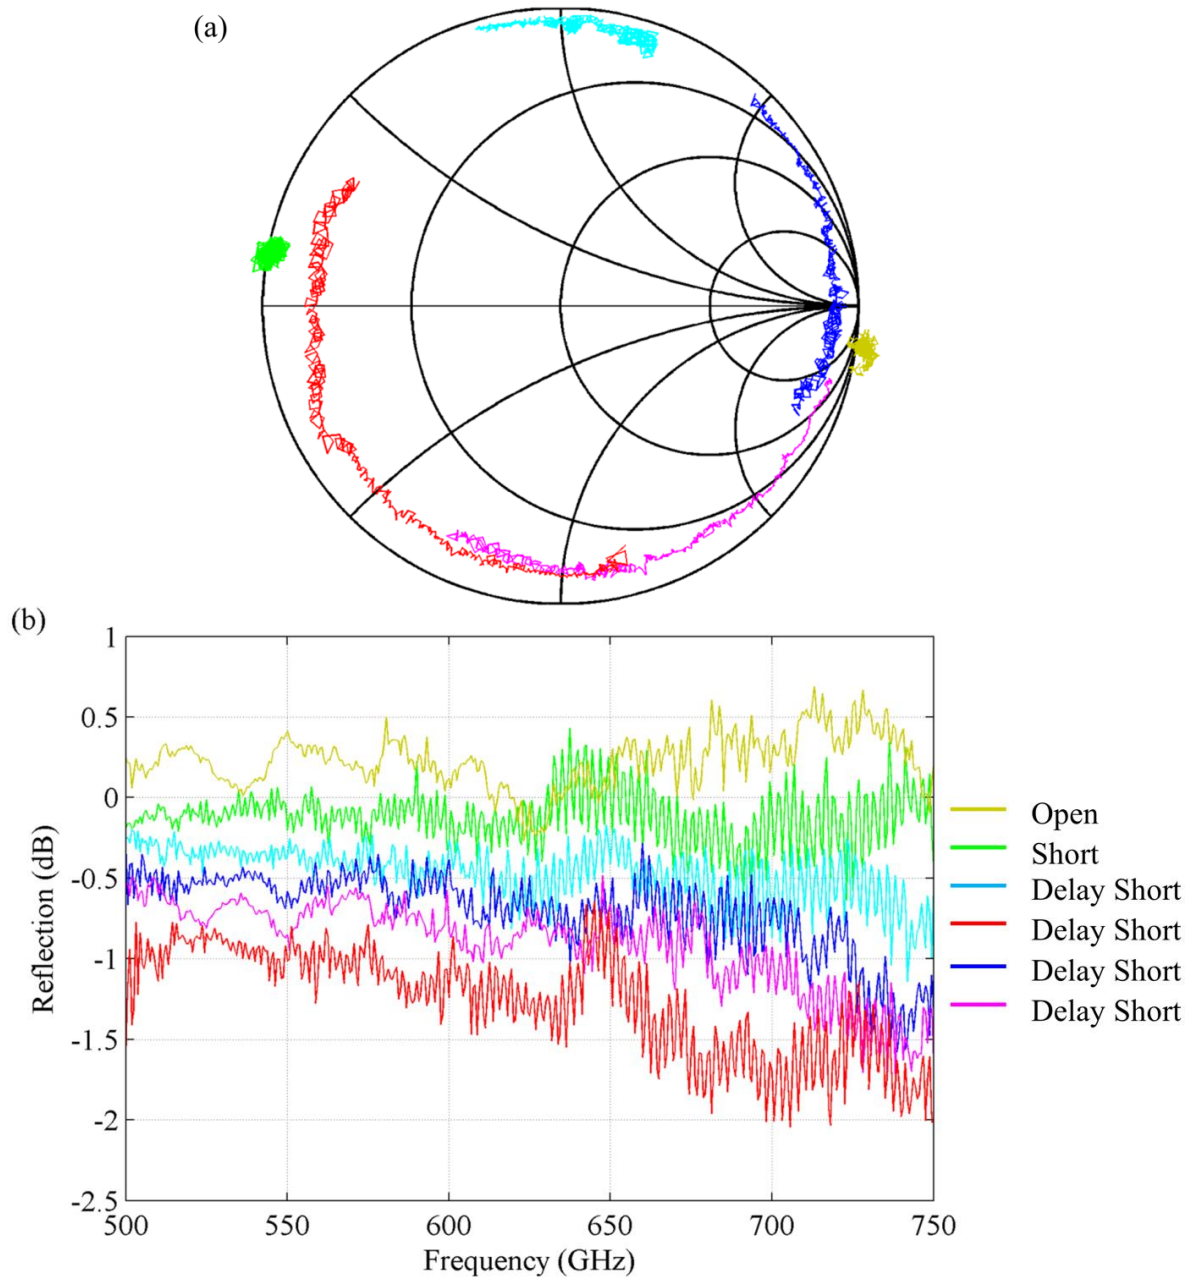 (a)
(b)
1
0.5
0
-0.5
-1
-1.5
-2
-2.5
Reflection (dB)
500 550 600 650 700 750
Frequency (GHz)
Open
Short
Delay Short
Delay Short
Delay Short
Delay Short